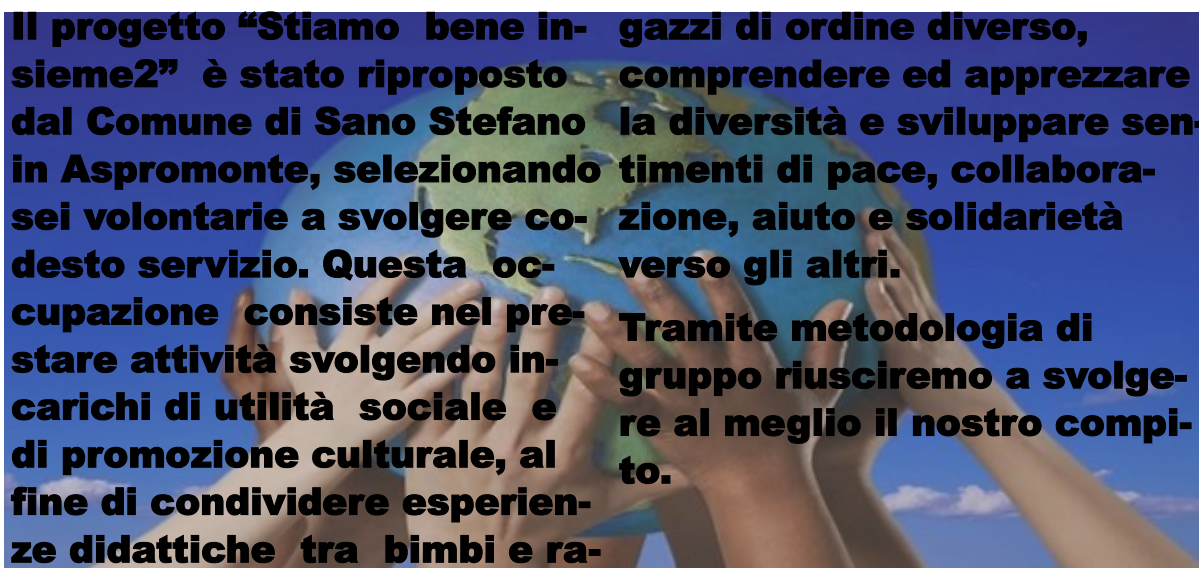 Il progetto “Stiamo  bene in-
sieme2”  è stato riproposto
dal Comune di Sano Stefano
in Aspromonte, selezionando
sei volontarie a svolgere co-
desto servizio. Questa  oc-
cupazione  consiste nel pre-
stare attività svolgendo in-
carichi di utilità  sociale  e
di promozione culturale, al
fine di condividere esperien-
ze didattiche  tra  bimbi e ra-
gazzi di ordine diverso,
comprendere ed apprezzare
la diversità e sviluppare sen-
timenti di pace, collabora-
zione, aiuto e solidarietà
verso gli altri.
Tramite metodologia di
gruppo riusciremo a svolge-
re al meglio il nostro compi-
to.